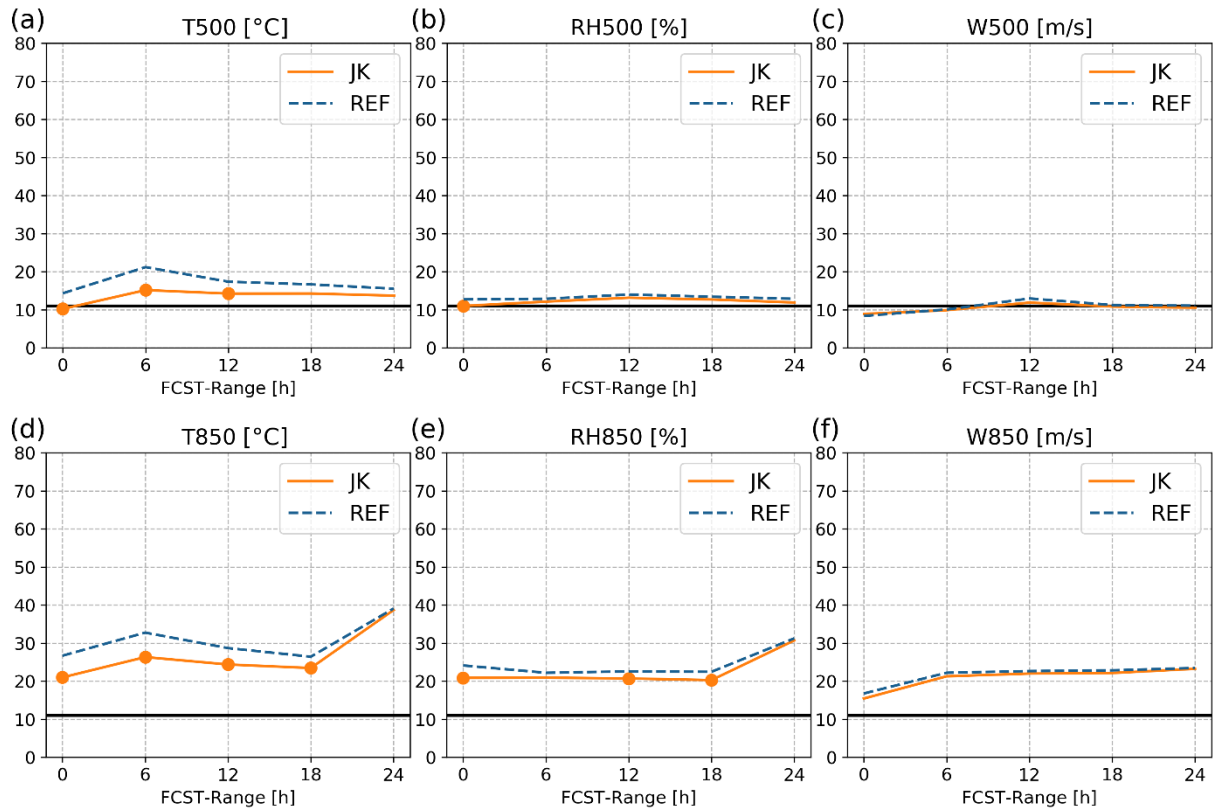 (a) T500 [°C]
80
70
60
50
40
30
20
10
0
JK
REF
0 6 12 18 24
FCST-Range [h]
(b) RH500 [%]
80
70
60
50
40
30
20
10
0
JK
REF
0 6 12 18 24
FCST-Range [h]
(c) W500 [m/s]
80
70
60
50
40
30
20
10
0
JK
REF
0 6 12 18 24
FCST-Range [h]
(d) T850 [°C]
80
70
60
50
40
30
20
10
0
JK
REF
0 6 12 18 24
FCST-Range [h]
(e) RH850 [%]
80
70
60
50
40
30
20
10
0
JK
REF
0 6 12 18 24
FCST-Range [h]
(f) W850 [m/s]
80
70
60
50
40
30
20
10
0
JK
REF
0 6 12 18 24
FCST-Range [h]